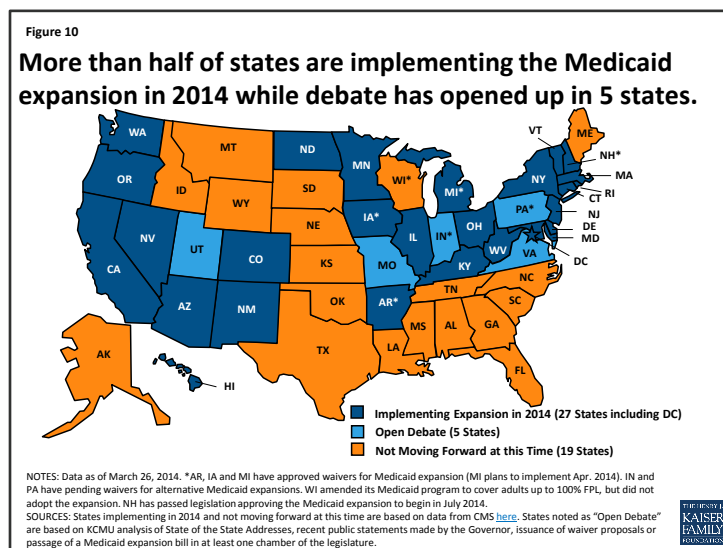 Figure 10
More than half of states are implementing the Medicaid
expansion in 2014 while debate has opened up in 5 states.
WA
MT
ND
MN
VT
ME
NH*
OR
ID
SD
WI*
MI*
NY
MA
WY
RI
CT
NE
IA*
PA*
NJ
NV
UT
IL
IN*
OH
DE
MD
CO
KS
MO
WV
VA
DC
CA
KY
NC
AZ
NM
OK
AR*
TN
SC
MS
AL
GA
TX
LA
AK
FL
HI
Implementing Expansion in 2014 (27 States including DC)
Open Debate (5 States)
Not Moving Forward at this Time (19 States)
NOTES: Data as of March 26, 2014. *AR, IA and MI have approved waivers for Medicaid expansion (MI plans to implement Apr. 2014). IN and
PA have pending waivers for alternative Medicaid expansions. WI amended its Medicaid program to cover adults up to 100% FPL, but did not
adopt the expansion. NH has passed legislation approving the Medicaid expansion to begin in July 2014.
SOURCES: States implementing in 2014 and not moving forward at this time are based on data from CMS here. States noted as “Open Debate”
are based on KCMU analysis of State of the State Addresses, recent public statements made by the Governor, issuance of waiver proposals or
passage of a Medicaid expansion bill in at least one chamber of the legislature.
THE HENRY J.
KAISER
FAMILY
FOUNDATION